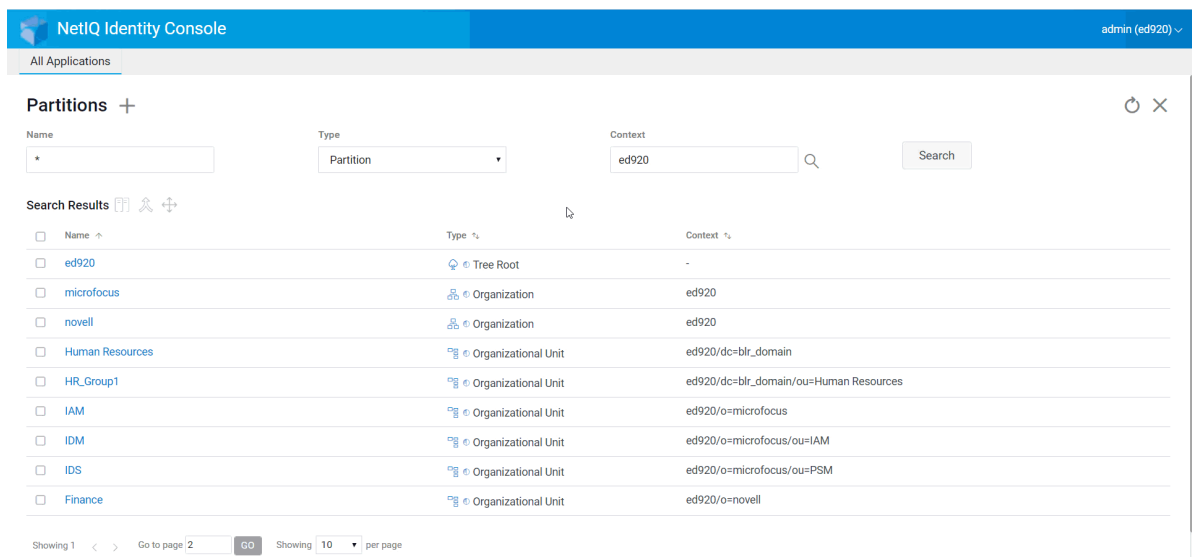 NetIQ Identity Console
admin (ed920)
All Applications
Partitions
Name Type Context
* Partition ed920 Search
Search Results
Name Type Context
ed920 Tree Root -
microfocus Organization ed920
novell Organization ed920
Human Resources Organizational Unit ed920/dc=blr_domain
HR_Group1 Organizational Unit ed920/dc=blr_domain/ou=Human Resources
IAM Organizational Unit ed920/o=microfocus
IDM Organizational Unit ed920/o=microfocus/ou=IAM
IDS Organizational Unit ed920/o=microfocus/ou=PSM
Finance Organizational Unit ed920/o=novell
Showing 1 < > Go to page 2 GO Showing 10 per page